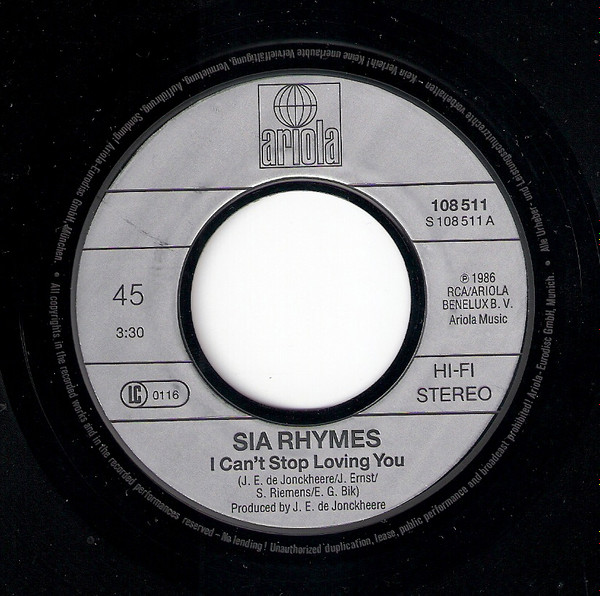 ariola
108 511
S 108 511 A
45
3:30
℗ 1986
RCA/ARIOLA
BENELUX B. V.
Ariola Music
LC 0116
HI-FI
STEREO
SIA RHYMES
I Can't Stop Loving You
(J. E. de Jonckheere/J. Ernst/
S. Riemens/E. G. Bik)
Produced by J. E. de Jonckheere
Alle Urheber- und Leistungsschutzrechte vorbehalten - Kein Verleih! Keine unerlaubte Vervielfältigung, Vermietung, Aufführung, Sendung! Ariola-Eurodisc GmbH, München. •
All copyrights in the recorded works and in the recorded performances reserved - No lending! Unauthorized duplication, lease, public performance and broadcast prohibited! Ariola-Eurodisc GmbH, Munich. •